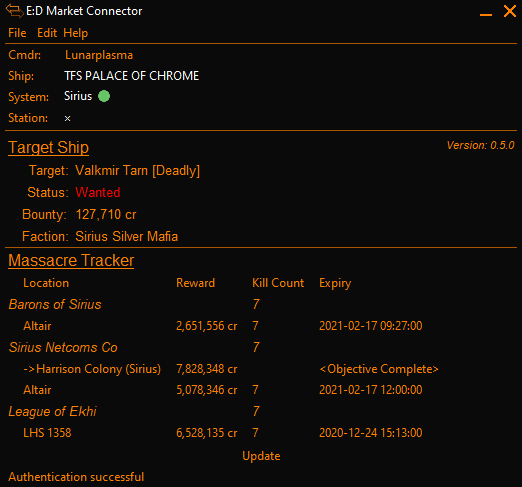 E:D Market Connector
File Edit Help
Cmdr: Lunarplasma
Ship: TFS PALACE OF CHROME
System: Sirius
Station: ×
Target Ship Version: 0.5.0
Target: Valkmir Tarn [Deadly]
Status: Wanted
Bounty: 127,710 cr
Faction: Sirius Silver Mafia
Massacre Tracker
Location Reward Kill Count Expiry
Barons of Sirius 7
Altair 2,651,556 cr 7 2021-02-17 09:27:00
Sirius Netcoms Co 7
->Harrison Colony (Sirius) 7,828,348 cr <Objective Complete>
Altair 5,078,346 cr 7 2021-02-17 12:00:00
League of Ekhi 7
LHS 1358 6,528,135 cr 7 2020-12-24 15:13:00
Update
Authentication successful